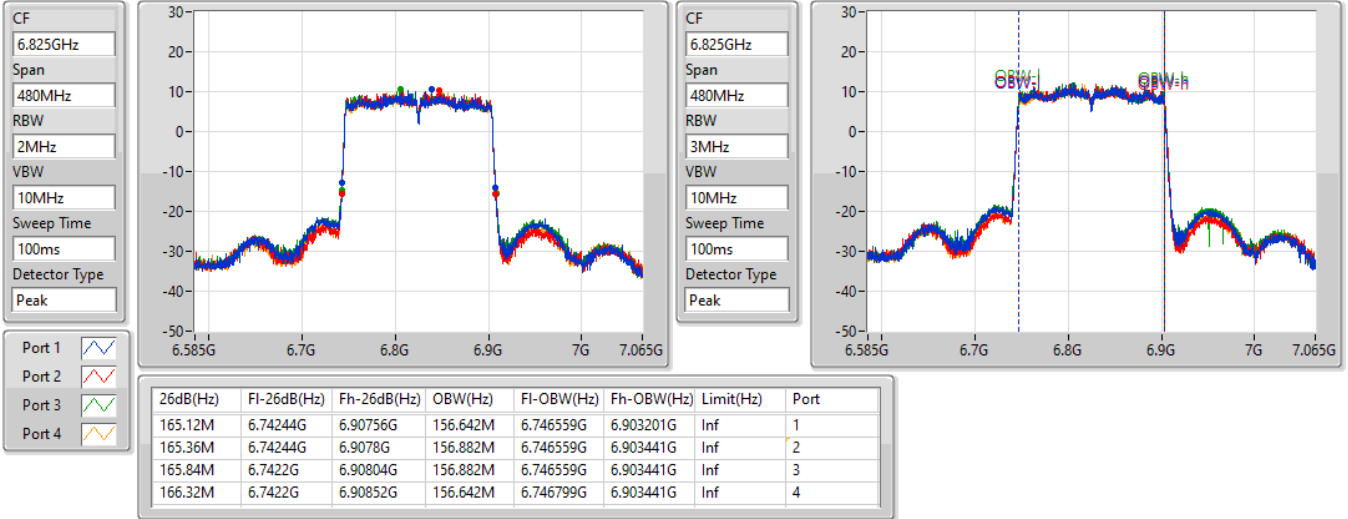 CF
6.825GHz
Span
480MHz
RBW
2MHz
VBW
10MHz
Sweep Time
100ms
Detector Type
Peak
30
20
10
0
-10
-20
-30
-40
-50
6.585G 6.7G 6.8G 6.9G 7G 7.065G
CF
6.825GHz
Span
480MHz
RBW
3MHz
VBW
10MHz
Sweep Time
100ms
Detector Type
Peak
30
20
10
0
-10
-20
-30
-40
-50
OBW-l OBW-h
6.585G 6.7G 6.8G 6.9G 7G 7.065G
Port 1
Port 2
Port 3
Port 4
26dB(Hz) Fl-26dB(Hz) Fh-26dB(Hz) OBW(Hz) Fl-OBW(Hz) Fh-OBW(Hz) Limit(Hz) Port
165.12M 6.74244G 6.90756G 156.642M 6.746559G 6.903201G Inf 1
165.36M 6.74244G 6.9078G 156.882M 6.746559G 6.903441G Inf 2
165.84M 6.7422G 6.90804G 156.882M 6.746559G 6.903441G Inf 3
166.32M 6.7422G 6.90852G 156.642M 6.746799G 6.903441G Inf 4